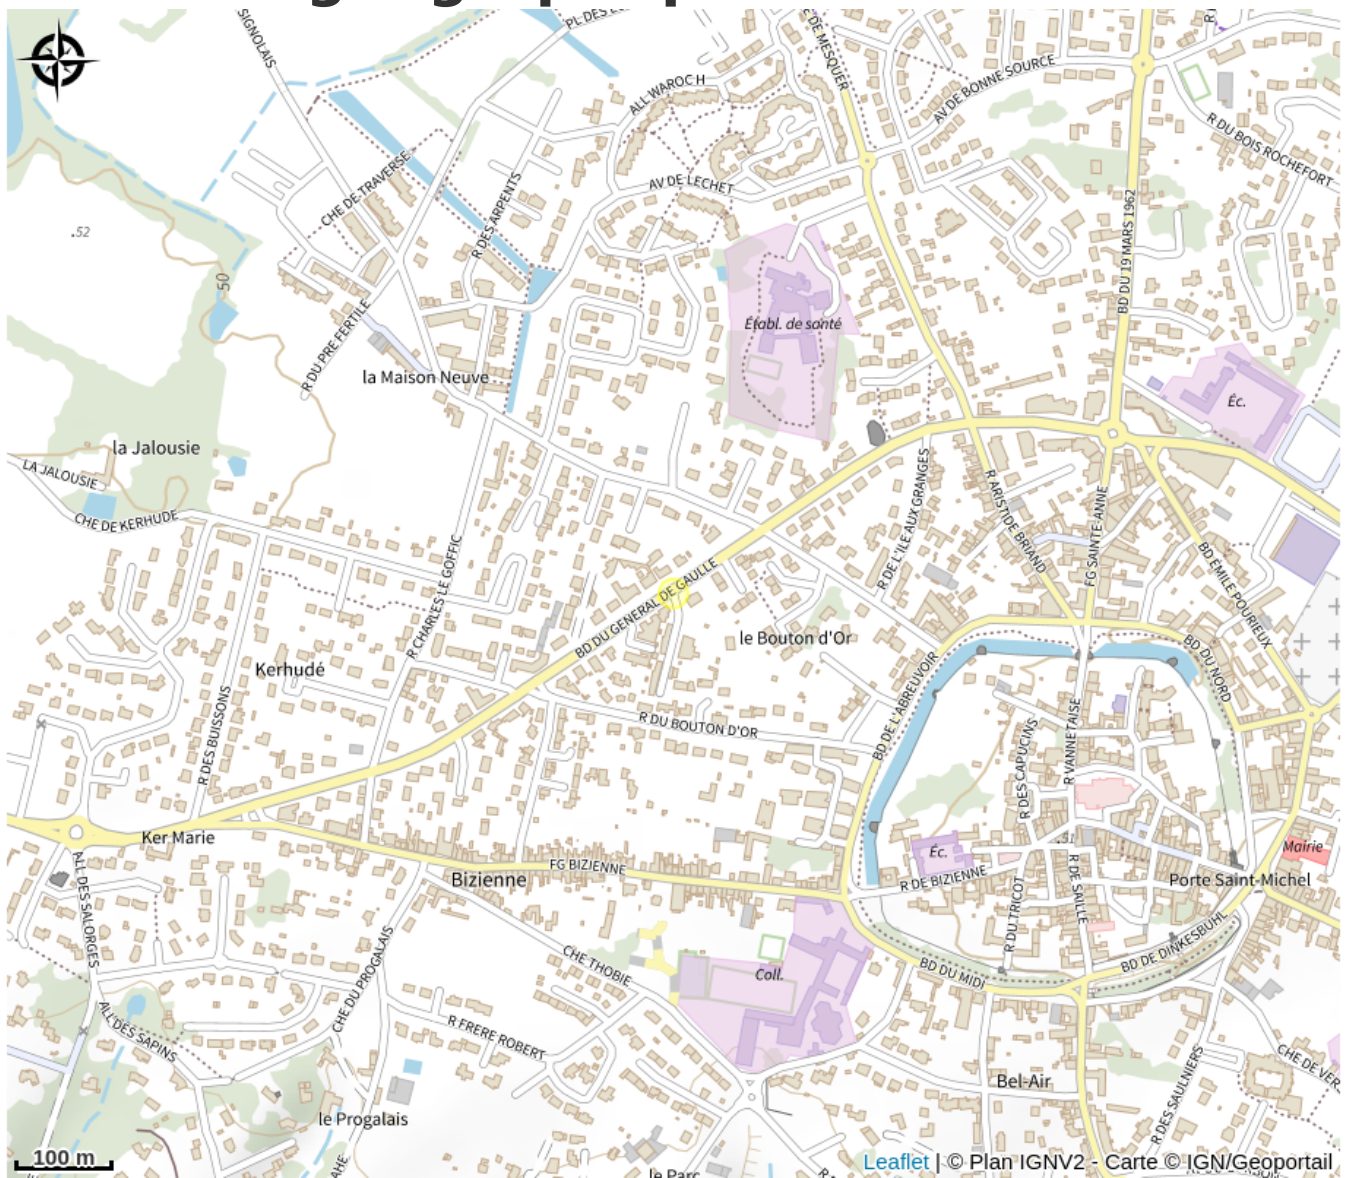 SIGNOLAIS
E DE MESQUER
ALL WAROC H
AV DE BONNE SOURCE
R DU BOIS ROCHEFORT
CHE DE TRAVERSE
AV DE LECHET
R DES ARPENTS
.52
BD DU 19 MARS 1962
50
Établ. de santé
R DU PRE FERTILE
la Maison Neuve
Éc.
la Jalousie
LA JALOUSIE
CHE DE KERHUDE
R DE L'ILE AUX GRANGES
R ARISTIDE BRIAND
FG SAINTE-ANNE
BD EMILE POURIEUX
R CHARLES LE GOFFIC
BD DU GENERAL DE GAULLE
le Bouton d'Or
Kerhudé
BD DU NORD
BD DE L'ABREUVOIR
R DES BUISSONS
R DU BOUTON D'OR
R DES CAPUCINS
R VANNETAISE
Ker Marie
.51
Mairie
Éc.
FG BIZIENNE
Bizienne
R DE BIZIENNE
Porte Saint-Michel
R DU TRICOT
R DE SAILLE
ALL DES SALORGES
CHE DU PROGALAIS
CHE THOBIE
Coll.
BD DU MIDI
BD DE DINKESBUHL
ALL DES SAPINS
R FRERE ROBERT
Bel-Air
R DES SAULNIERS
CHE DE VER
le Progalais
100 m
le Parc
Leaflet | © Plan IGNV2 - Carte © IGN/Geoportail